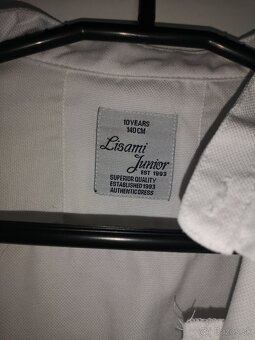 10 YEARS
140 CM
Lisami
Junior
EST 1993
SUPERIOR QUALITY
ESTABLISHED 1993
AUTHENTIC DRESS